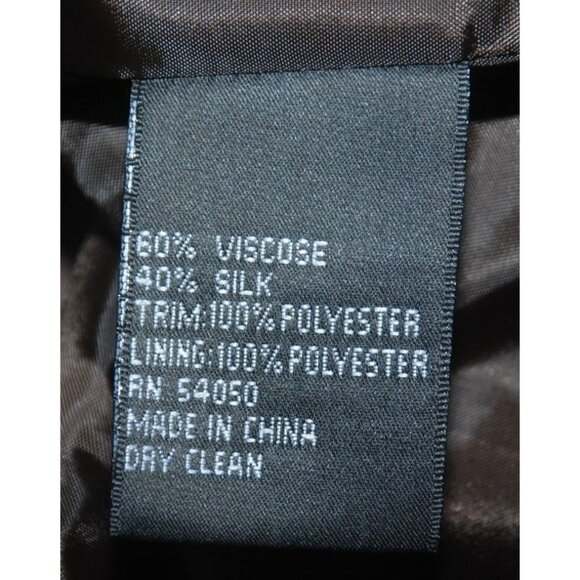 60% VISCOSE
40% SILK
TRIM:100% POLYESTER
LINING:100% POLYESTER
RN 54050
MADE IN CHINA
DRY CLEAN